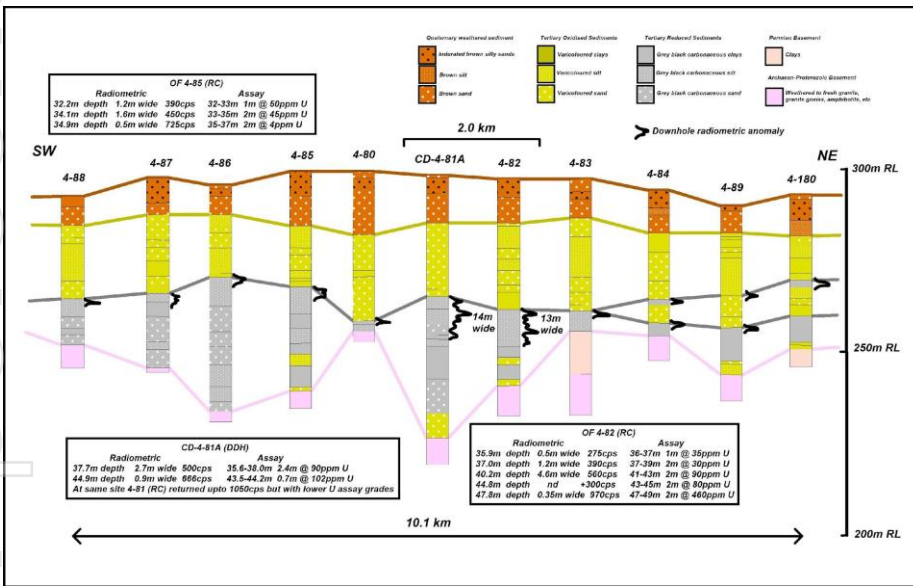 Quaternary weathered sediment
Indurated brown silty sands
Brown silt
Brown sand
Tertiary Oxidised Sediments
Varicoloured clays
Varicoloured silt
Varicoloured sand
Tertiary Reduced Sediments
Grey black carbonaceous clays
Grey black carbonaceous silt
Grey black carbonaceous sand
Permian Basement
Clays
Archaean-Proterozoic Basement
Weathered to fresh granite,
granite gneiss, amphibolite, etc
Downhole radiometric anomaly
OF 4-85 (RC)
Radiometric Assay
32.2m depth 1.2m wide 390cps 32-33m 1m @ 50ppm U
34.1m depth 1.6m wide 450cps 33-35m 2m @ 45ppm U
34.9m depth 0.5m wide 725cps 35-37m 2m @ 4ppm U
2.0 km
SW
NE
4-88
4-87
4-86
4-85
4-80
CD-4-81A
4-82
4-83
4-84
4-89
4-180
300m RL
14m
wide
13m
wide
250m RL
CD-4-81A (DDH)
Radiometric Assay
37.7m depth 2.7m wide 500cps 35.6-38.0m 2.4m @ 90ppm U
44.9m depth 0.9m wide 666cps 43.5-44.2m 0.7m @ 102ppm U
At same site 4-81 (RC) returned upto 1050cps but with lower U assay grades
OF 4-82 (RC)
Radiometric Assay
35.9m depth 0.5m wide 275cps 36-37m 1m @ 35ppm U
37.0m depth 1.2m wide 390cps 37-39m 2m @ 30ppm U
40.2m depth 4.6m wide 560cps 41-43m 2m @ 90ppm U
44.8m depth nd +300cps 43-45m 2m @ 80ppm U
47.8m depth 0.35m wide 970cps 47-49m 2m @ 460ppm U
10.1 km
200m RL